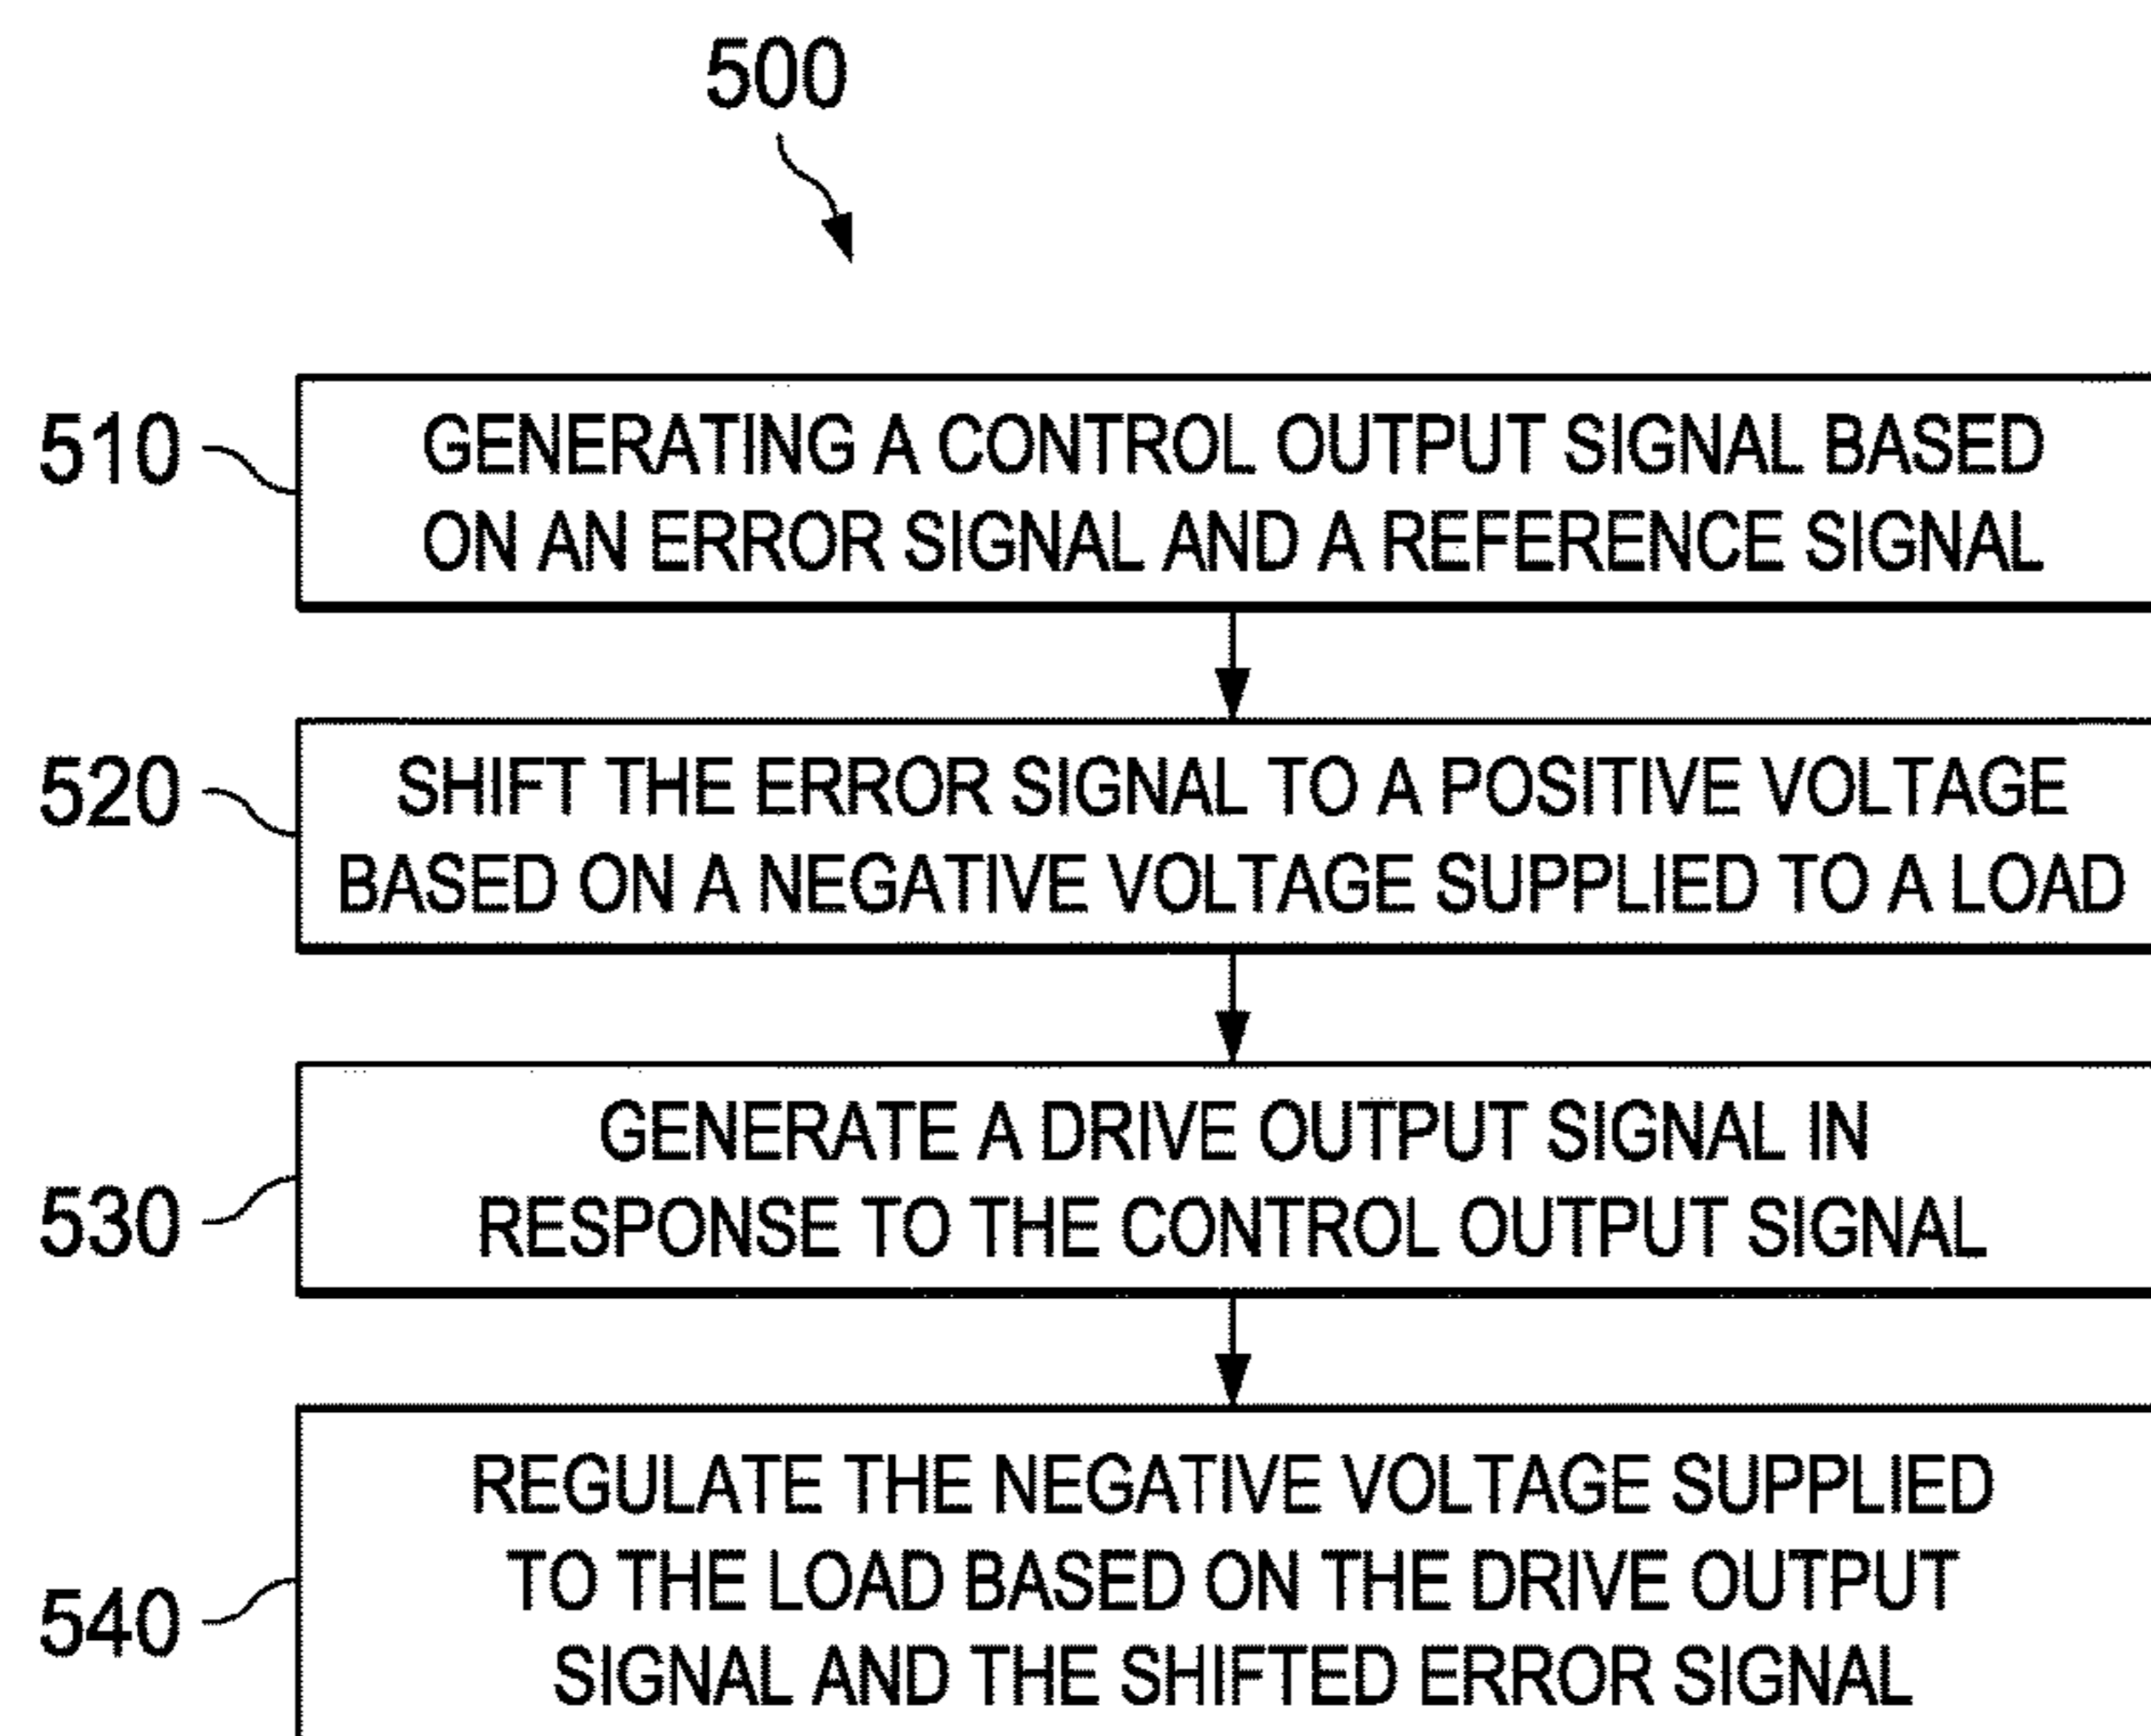 500
510
GENERATING A CONTROL OUTPUT SIGNAL BASED
ON AN ERROR SIGNAL AND A REFERENCE SIGNAL
520
SHIFT THE ERROR SIGNAL TO A POSITIVE VOLTAGE
BASED ON A NEGATIVE VOLTAGE SUPPLIED TO A LOAD
530
GENERATE A DRIVE OUTPUT SIGNAL IN
RESPONSE TO THE CONTROL OUTPUT SIGNAL
540
REGULATE THE NEGATIVE VOLTAGE SUPPLIED
TO THE LOAD BASED ON THE DRIVE OUTPUT
SIGNAL AND THE SHIFTED ERROR SIGNAL